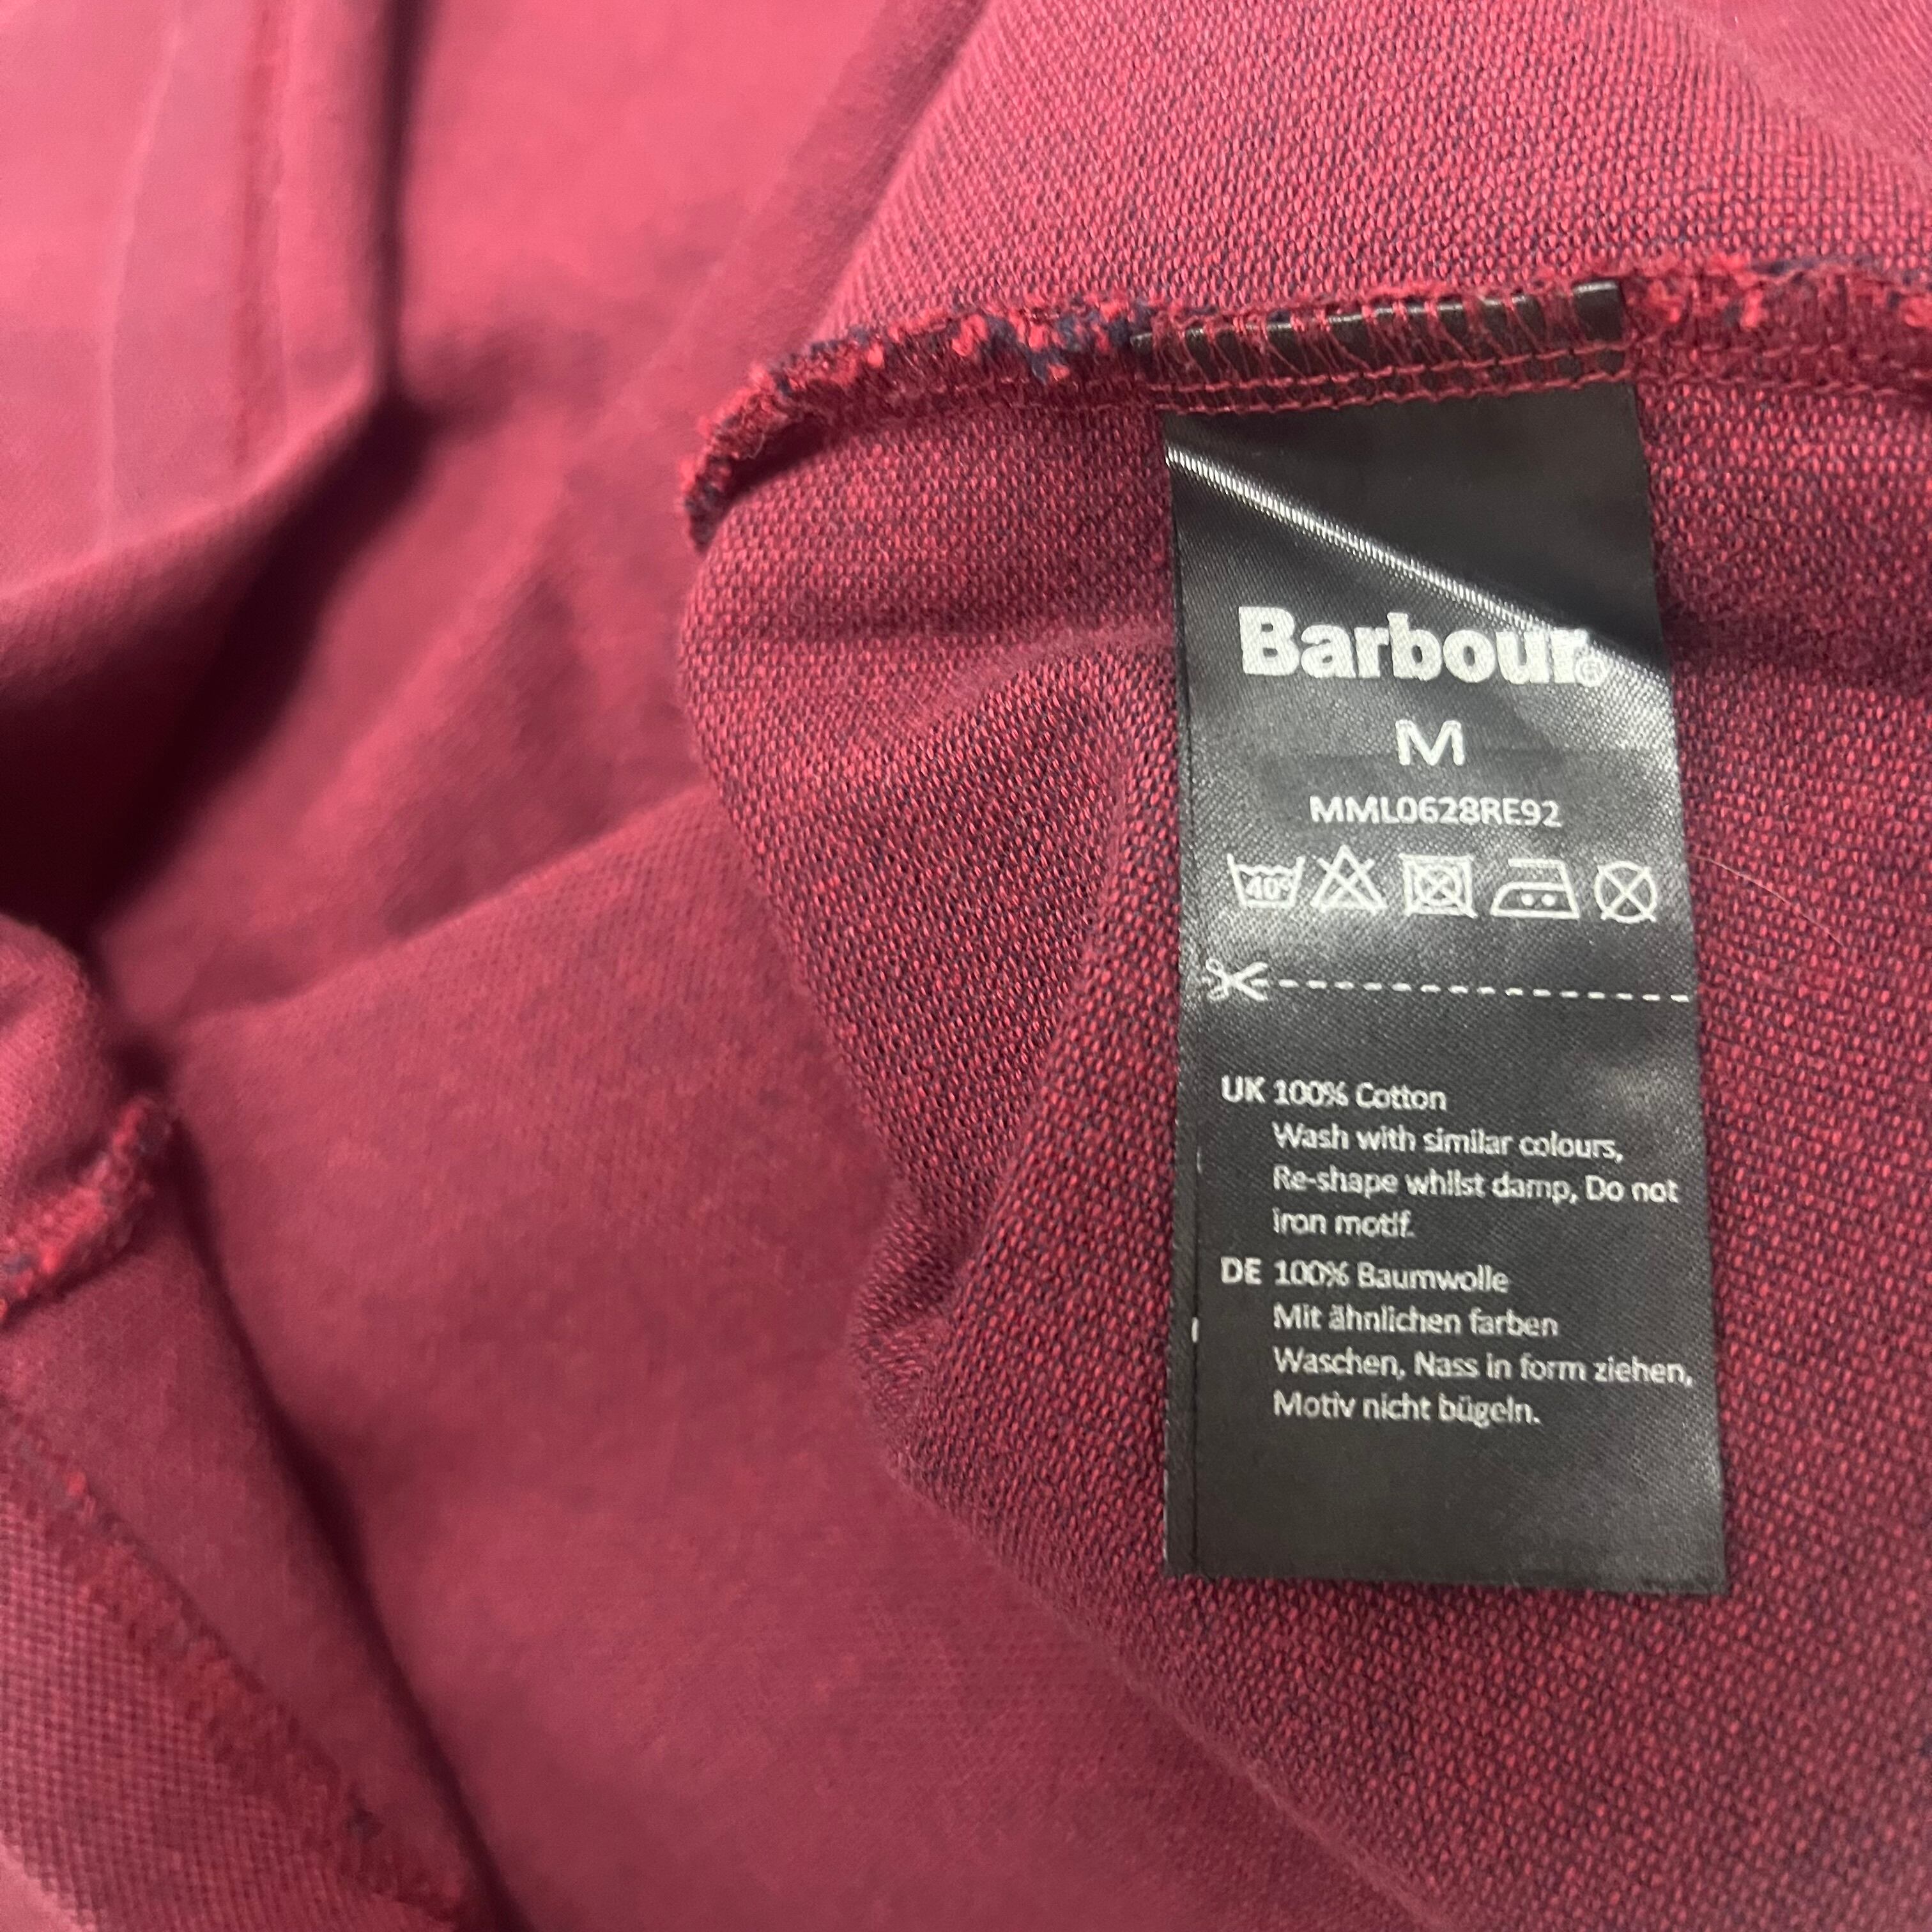 Barbour®
M
MML0628RE92
40°
UK 100% Cotton
Wash with similar colours,
Re-shape whilst damp, Do not
iron motif.
DE 100% Baumwolle
Mit ähnlichen farben
Waschen, Nass in form ziehen,
Motiv nicht bügeln.